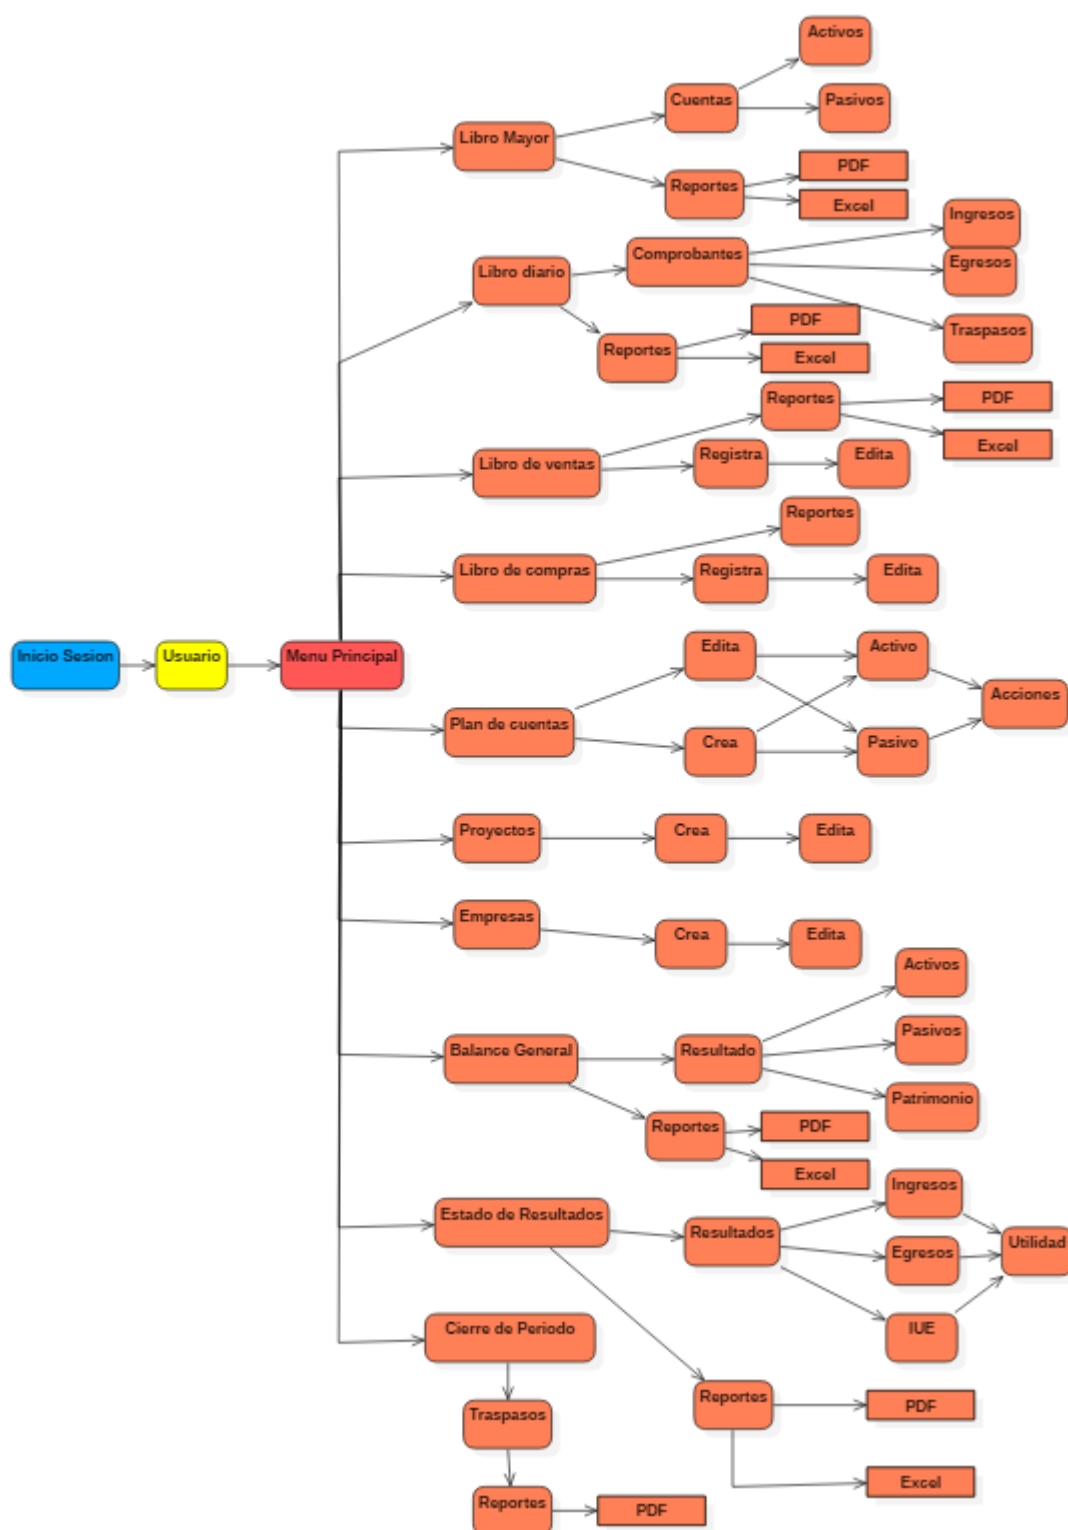 Activos
Cuentas
Pasivos
Libro Mayor
PDF
Reportes
Excel
Ingresos
Comprobantes
Egresos
Libro diario
PDF
Traspasos
Reportes
Excel
Reportes
PDF
Excel
Libro de ventas
Registra
Edita
Reportes
Libro de compras
Registra
Edita
Inicio Sesion
Usuario
Menu Principal
Edita
Activo
Acciones
Plan de cuentas
Crea
Pasivo
Proyectos
Crea
Edita
Empresas
Crea
Edita
Activos
Pasivos
Balance General
Resultado
Patrimonio
Reportes
PDF
Excel
Ingresos
Estado de Resultados
Resultados
Utilidad
Egresos
IUE
Cierre de Periodo
Reportes
PDF
Traspasos
Excel
Reportes
PDF